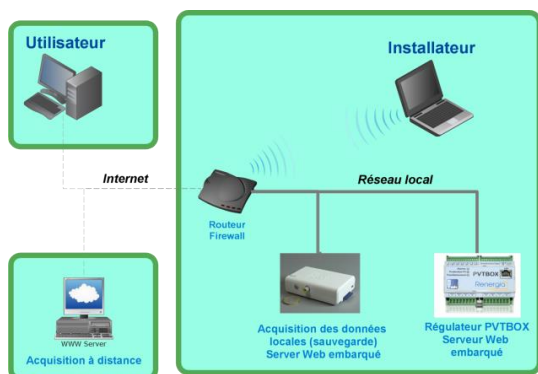 Utilisateur
Installateur
Internet
Réseau local
Routeur
Firewall
PVTBOX
Renergia
WWW Server
Acquisition à distance
Acquisition des données
locales (sauvegarde)
Server Web embarqué
Régulateur PVTBOX
Serveur Web
embarqué